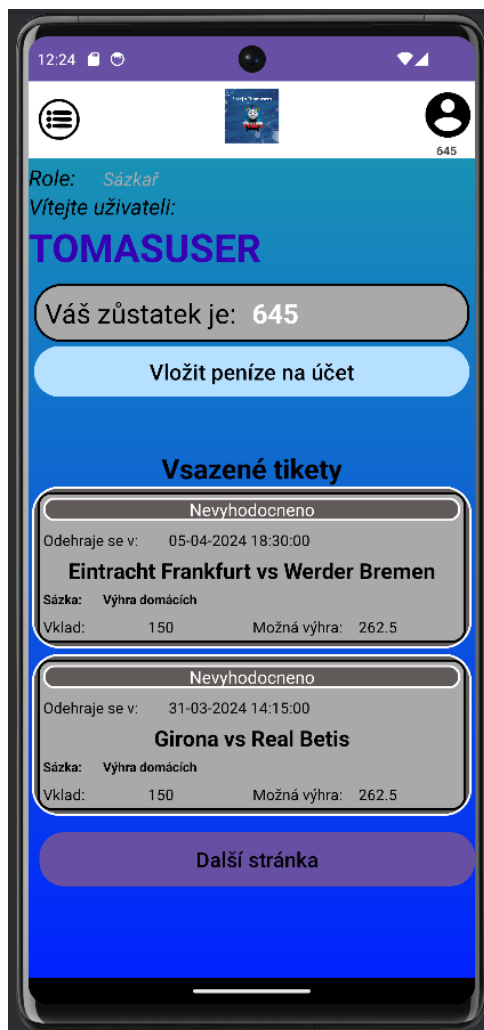 12:24
645
Role: Sázkař
Vítejte uživateli:
TOMASUSER
Váš zůstatek je: 645
Vložit peníze na účet
Vsazené tikety
Nevyhodocneno
Odehraje se v: 05-04-2024 18:30:00
Eintracht Frankfurt vs Werder Bremen
Sázka: Výhra domácích
Vklad: 150 Možná výhra: 262.5
Nevyhodocneno
Odehraje se v: 31-03-2024 14:15:00
Girona vs Real Betis
Sázka: Výhra domácích
Vklad: 150 Možná výhra: 262.5
Další stránka